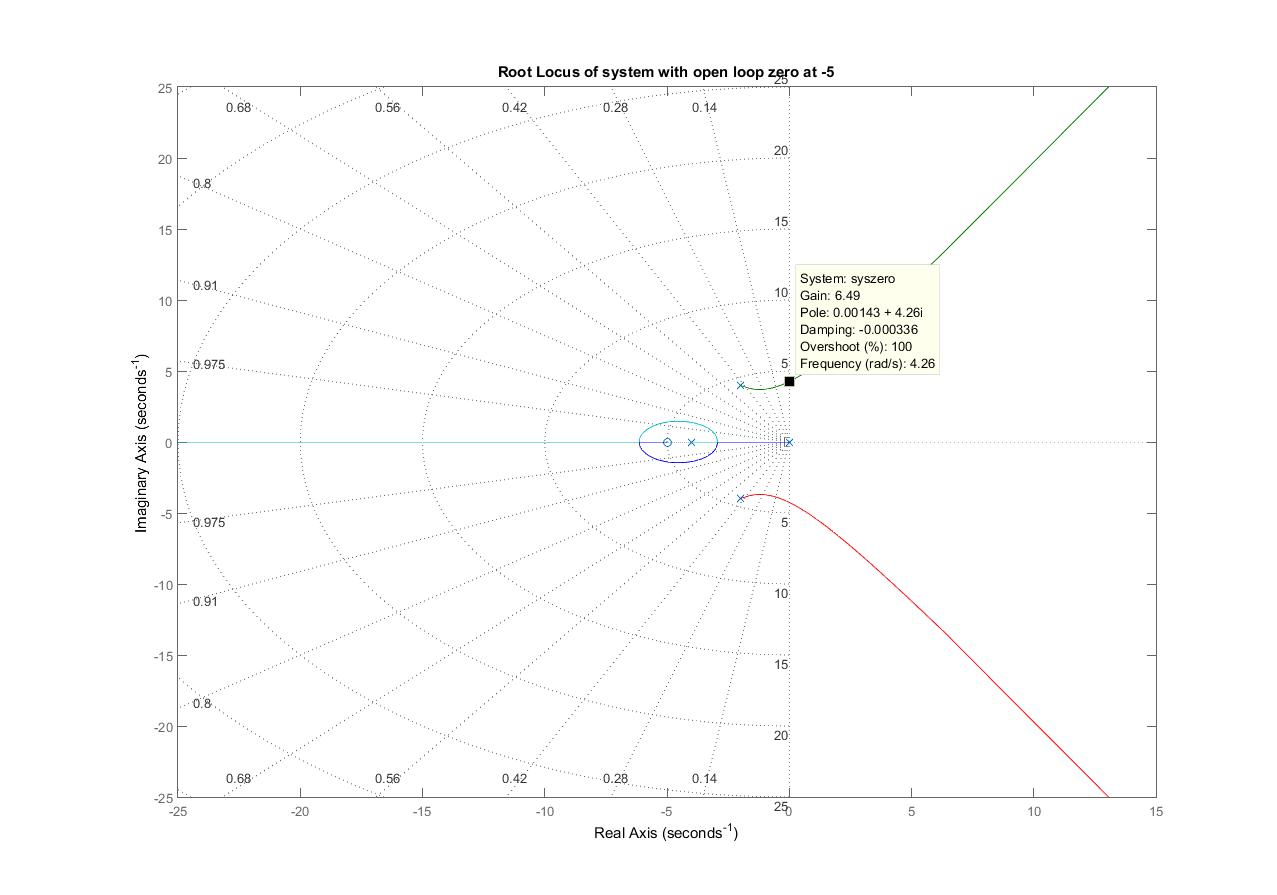 Root Locus of system with open loop zero at -5
25
25
0.68 0.56 0.42 0.28 0.14
20
20
0.8
15
15
0.91
10
10
System: syszero
Gain: 6.49
Pole: 0.00143 + 4.26i
Damping: -0.000336
Overshoot (%): 100
Frequency (rad/s): 4.26
0.975
5
5
Imaginary Axis (seconds-1)
0
-5
0.975
5
-10
0.91
10
-15
15
0.8
-20
20
0.68 0.56 0.42 0.28 0.14
-25
25
-25 -20 -15 -10 -5 0 5 10 15
Real Axis (seconds-1)